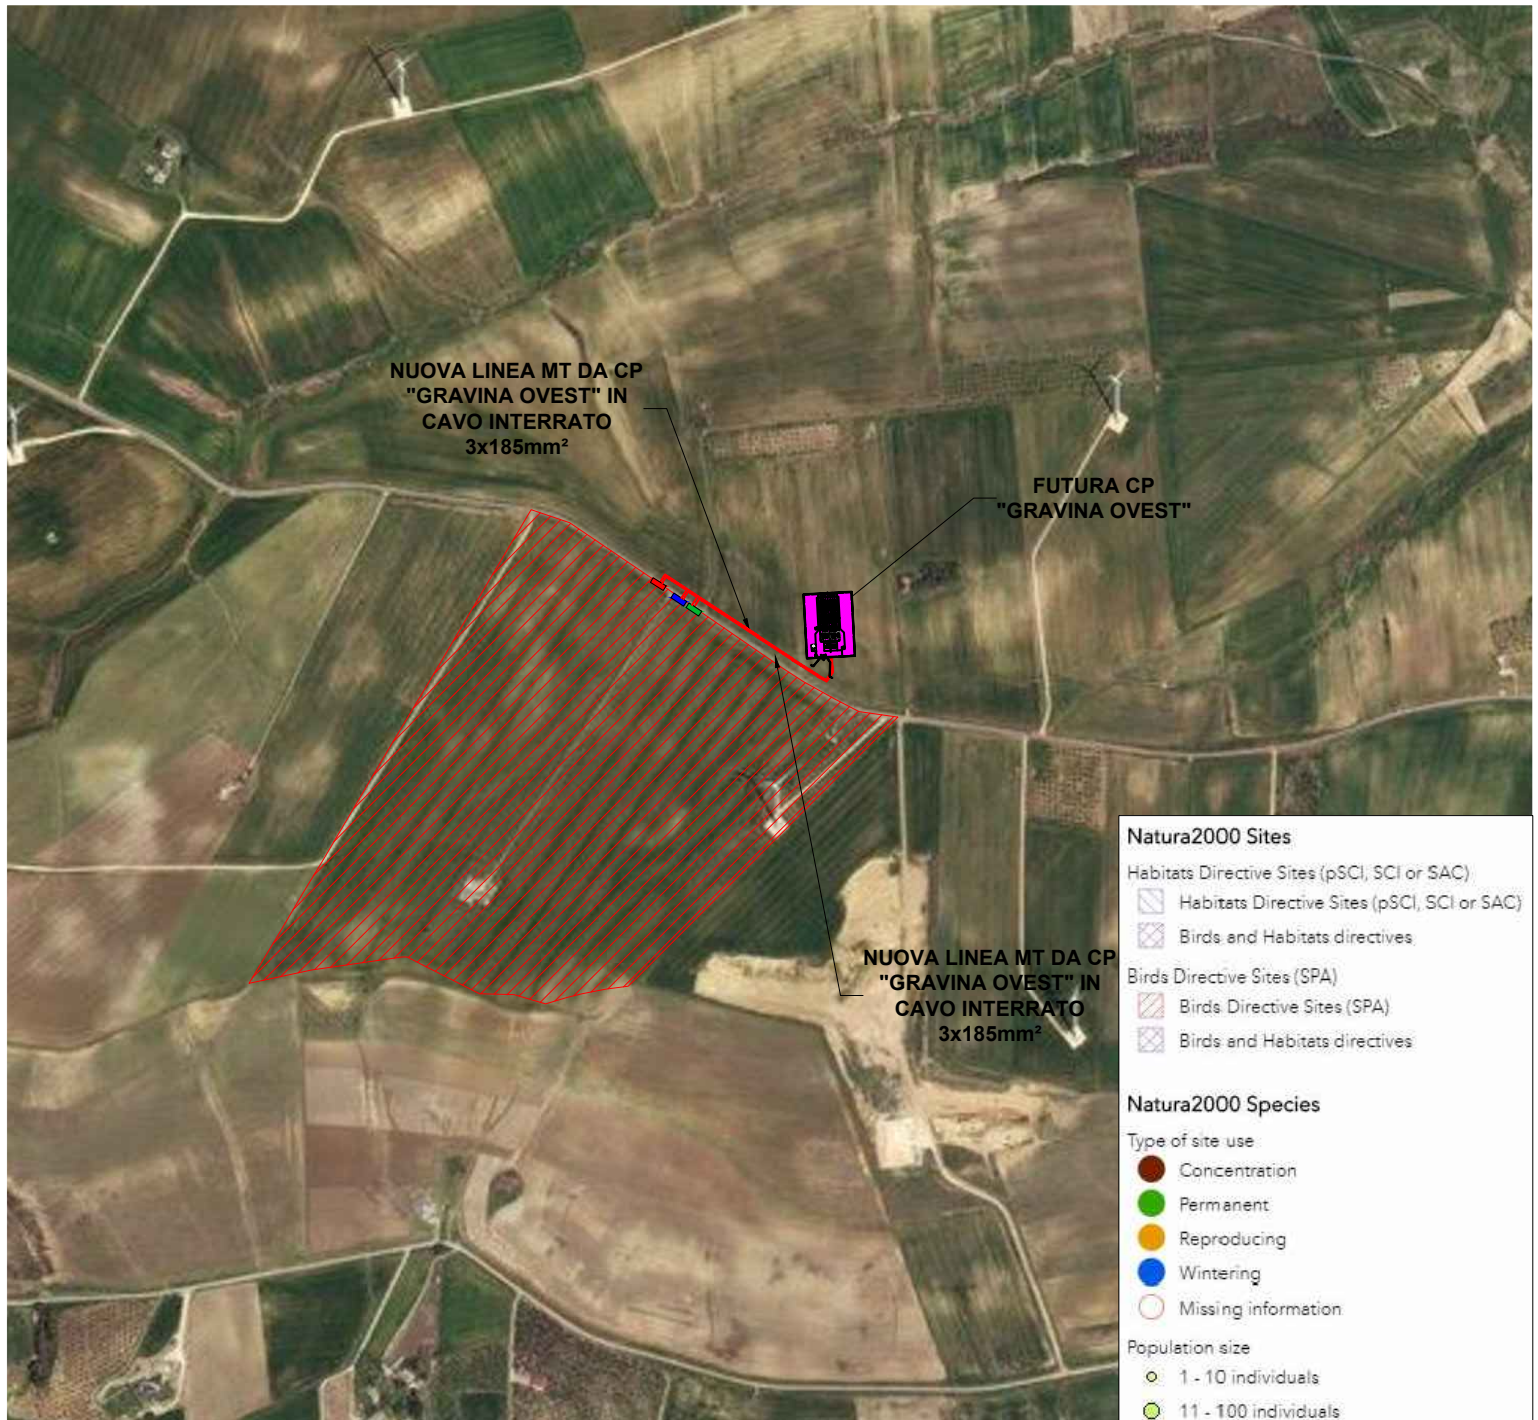 NUOVA LINEA MT DA CP
"GRAVINA OVEST" IN
CAVO INTERRATO
3x185mm²
FUTURA CP
"GRAVINA OVEST"
NUOVA LINEA MT DA CP
"GRAVINA OVEST" IN
CAVO INTERRATO
3x185mm²
Natura2000 Sites
Habitats Directive Sites (pSCI, SCI or SAC)
Habitats Directive Sites (pSCI, SCI or SAC)
Birds and Habitats directives
Birds Directive Sites (SPA)
Birds Directive Sites (SPA)
Birds and Habitats directives
Natura2000 Species
Type of site use
Concentration
Permanent
Reproducing
Wintering
Missing information
Population size
1 - 10 individuals
11 - 100 individuals